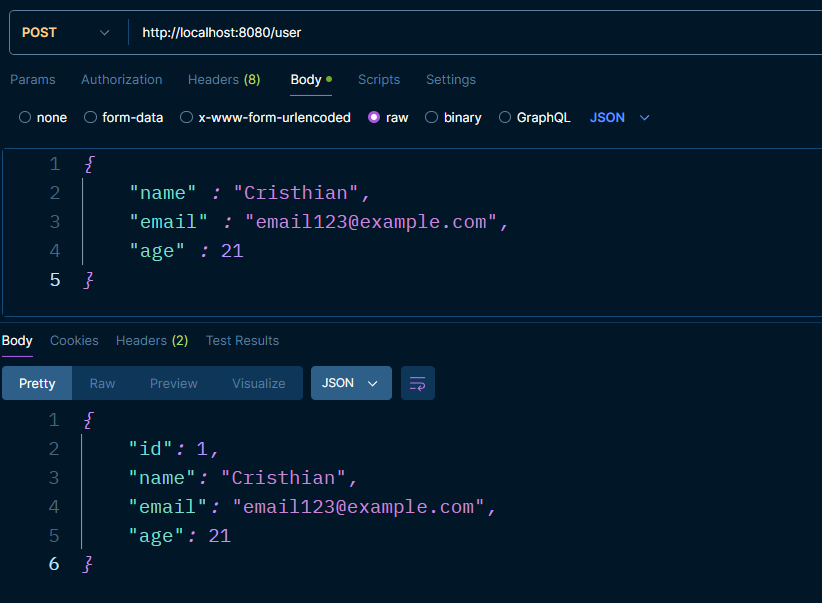 POST http://localhost:8080/user
Params Authorization Headers (8) Body Scripts Settings
none form-data x-www-form-urlencoded raw binary GraphQL JSON
1 {
2 "name" : "Cristhian",
3 "email" : "email123@example.com",
4 "age" : 21
5 }
Body Cookies Headers (2) Test Results
Pretty Raw Preview Visualize JSON
1 {
2 "id": 1,
3 "name": "Cristhian",
4 "email": "email123@example.com",
5 "age": 21
6 }